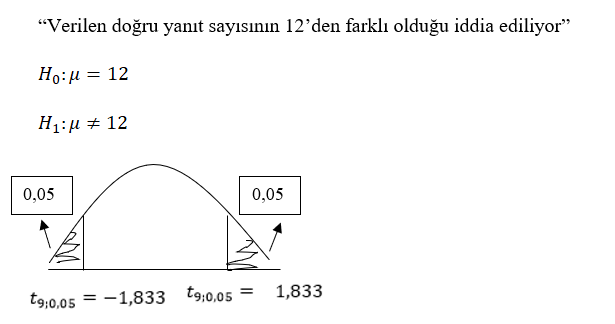 “Verilen doğru yanıt sayısının 12’den farklı olduğu iddia ediliyor”
H₀: μ = 12
H₁: μ ≠ 12
0,05 0,05
t₉;₀,₀₅ = −1,833 t₉;₀,₀₅ = 1,833